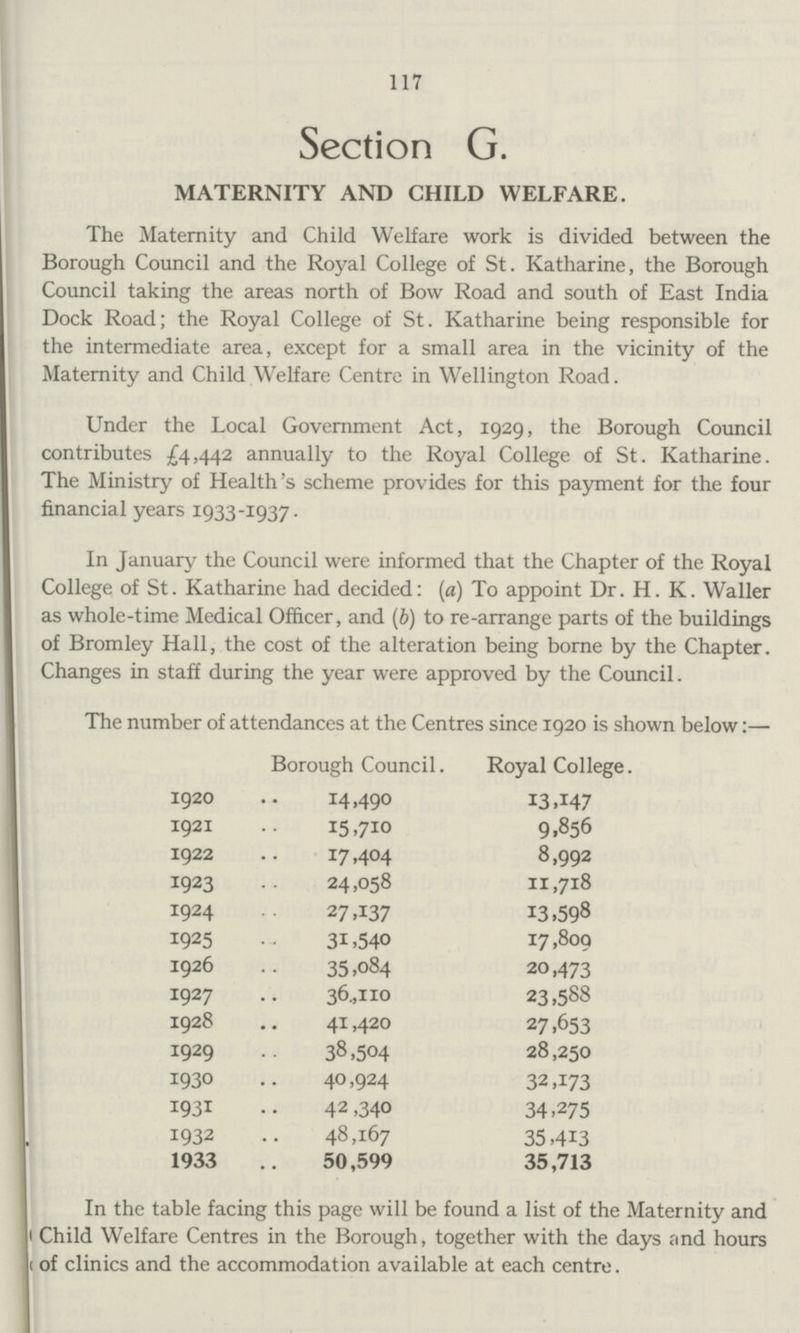 117
Section G.
MATERNITY AND CHILD WELFARE.
The Maternity and Child Welfare work is divided between the
Borough Council and the Royal College of St. Katharine, the Borough
Council taking the areas north of Bow Road and south of East India
Dock Road; the Royal College of St. Katharine being responsible for
the intermediate area, except for a small area in the vicinity of the
Maternity and Child Welfare Centre in Wellington Road.
Under the Local Government Act, 1929, the Borough Council
contributes £4,442 annually to the Royal College of St. Katharine.
The Ministry of Health's scheme provides for this payment for the four
financial years 1933-1937.
In January the Council were informed that the Chapter of the Royal
College of St. Katharine had decided: (a) To appoint Dr. H. K. Waller
as whole-time Medical Officer, and (b) to re-arrange parts of the buildings
of Bromley Hall, the cost of the alteration being borne by the Chapter.
Changes in staff during the year were approved by the Council.
The number of attendances at the Centres since 1920 is shown below:—
Borough Council. Royal College.
1920 .. 14,490 13,147
1921 .. 15,710 9,856
1922 .. 17,404 8,992
1923 .. 24,058 11,718
1924 .. 27,137 13,598
1925 .. 31,540 17,809
1926 .. 35,084 20,473
1927 .. 36,110 23,588
1928 .. 41,420 27,653
1929 .. 38,504 28,250
1930 .. 40,924 32,173
1931 .. 42,340 34,275
1932 .. 48,167 35,413
1933 .. 50,599 35,713
In the table facing this page will be found a list of the Maternity and
Child Welfare Centres in the Borough, together with the days and hours
of clinics and the accommodation available at each centre.